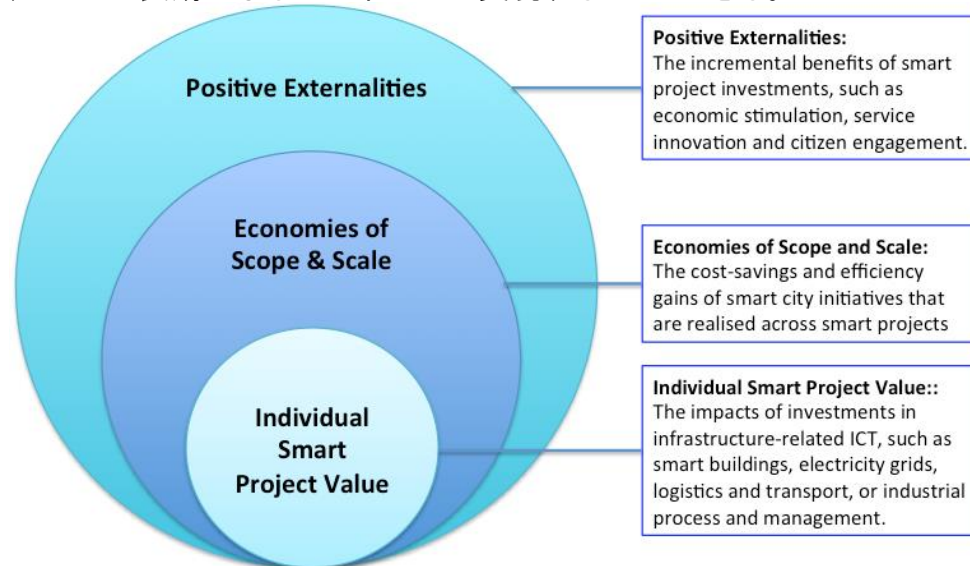 Positive Externalities
Economies of
Scope & Scale
Individual
Smart
Project Value
Positive Externalities:
The incremental benefits of smart
project investments, such as
economic stimulation, service
innovation and citizen engagement.
Economies of Scope and Scale:
The cost-savings and efficiency
gains of smart city initiatives that
are realised across smart projects
Individual Smart Project Value::
The impacts of investments in
infrastructure-related ICT, such as
smart buildings, electricity grids,
logistics and transport, or industrial
process and management.